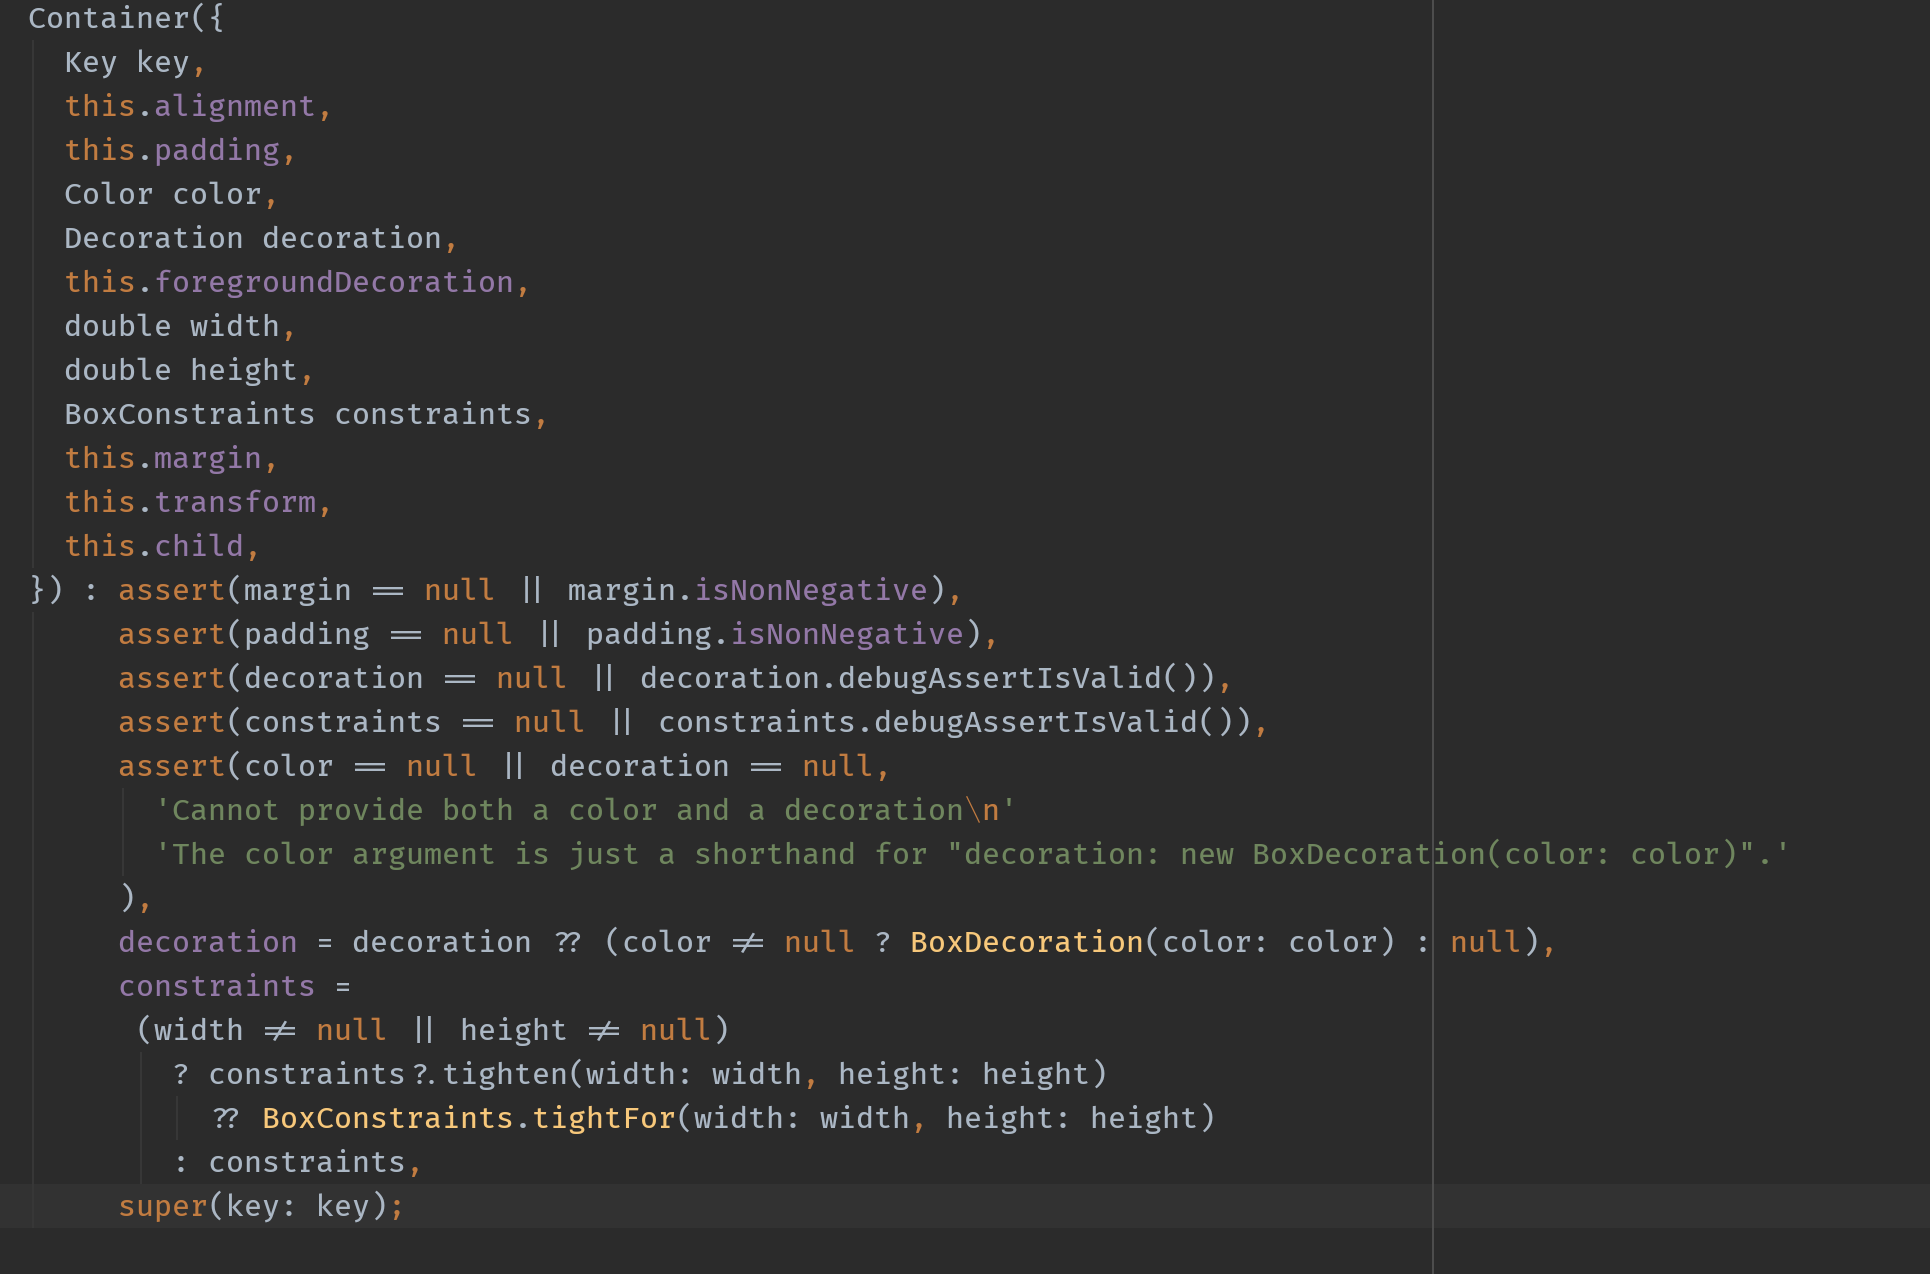 Container({
  Key key,
  this.alignment,
  this.padding,
  Color color,
  Decoration decoration,
  this.foregroundDecoration,
  double width,
  double height,
  BoxConstraints constraints,
  this.margin,
  this.transform,
  this.child,
}) : assert(margin == null || margin.isNonNegative),
     assert(padding == null || padding.isNonNegative),
     assert(decoration == null || decoration.debugAssertIsValid()),
     assert(constraints == null || constraints.debugAssertIsValid()),
     assert(color == null || decoration == null,
       'Cannot provide both a color and a decoration\n'
       'The color argument is just a shorthand for "decoration: new BoxDecoration(color: color)".'
     ),
     decoration = decoration ?? (color != null ? BoxDecoration(color: color) : null),
     constraints =
      (width != null || height != null)
        ? constraints?.tighten(width: width, height: height)
          ?? BoxConstraints.tightFor(width: width, height: height)
        : constraints,
     super(key: key);